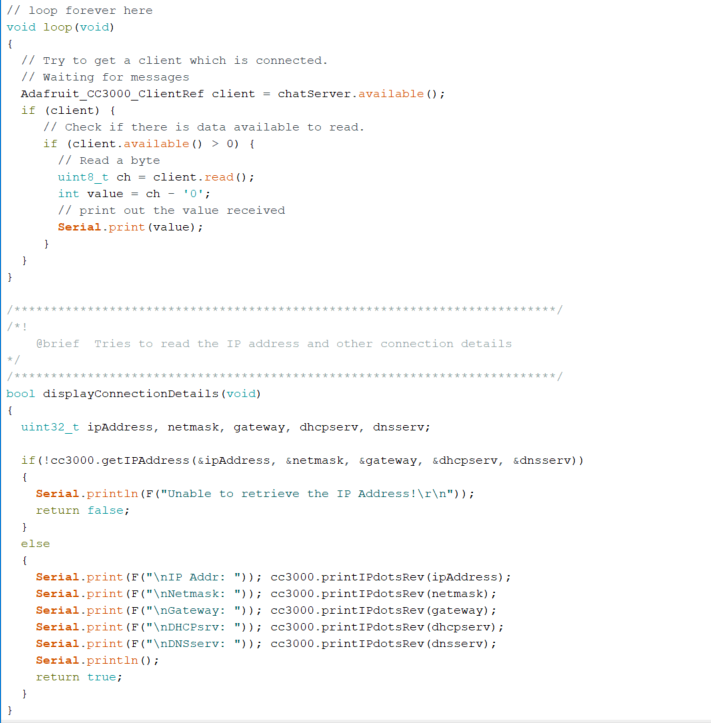 // loop forever here
void loop(void)
{
  // Try to get a client which is connected.
  // Waiting for messages
  Adafruit_CC3000_ClientRef client = chatServer.available();
  if (client) {
     // Check if there is data available to read.
     if (client.available() > 0) {
       // Read a byte
       uint8_t ch = client.read();
       int value = ch - '0';
       // print out the value received
       Serial.print(value);
     }
  }
}

/**************************************************************************/
/*!
    @brief  Tries to read the IP address and other connection details
*/
/**************************************************************************/
bool displayConnectionDetails(void)
{
  uint32_t ipAddress, netmask, gateway, dhcpserv, dnsserv;

  if(!cc3000.getIPAddress(&ipAddress, &netmask, &gateway, &dhcpserv, &dnsserv))
  {
    Serial.println(F("Unable to retrieve the IP Address!\r\n"));
    return false;
  }
  else
  {
    Serial.print(F("\nIP Addr: ")); cc3000.printIPdotsRev(ipAddress);
    Serial.print(F("\nNetmask: ")); cc3000.printIPdotsRev(netmask);
    Serial.print(F("\nGateway: ")); cc3000.printIPdotsRev(gateway);
    Serial.print(F("\nDHCPsrv: ")); cc3000.printIPdotsRev(dhcpserv);
    Serial.print(F("\nDNSserv: ")); cc3000.printIPdotsRev(dnsserv);
    Serial.println();
    return true;
  }
}